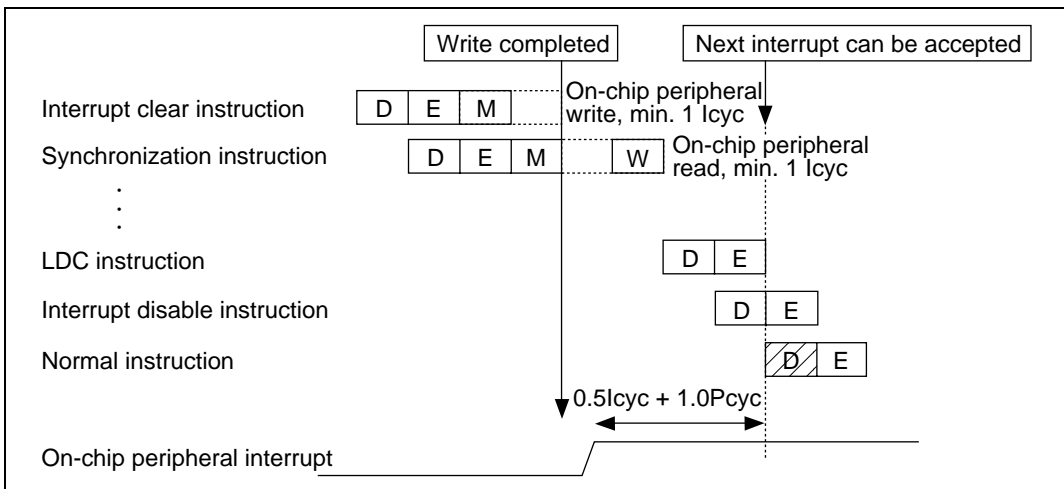 Write completed
Next interrupt can be accepted
Interrupt clear instruction
D E M
On-chip peripheral
write, min. 1 Icyc
Synchronization instruction
D E M W
On-chip peripheral
read, min. 1 Icyc
.
.
.
LDC instruction
D E
Interrupt disable instruction
D E
Normal instruction
D E
0.5Icyc + 1.0Pcyc
On-chip peripheral interrupt